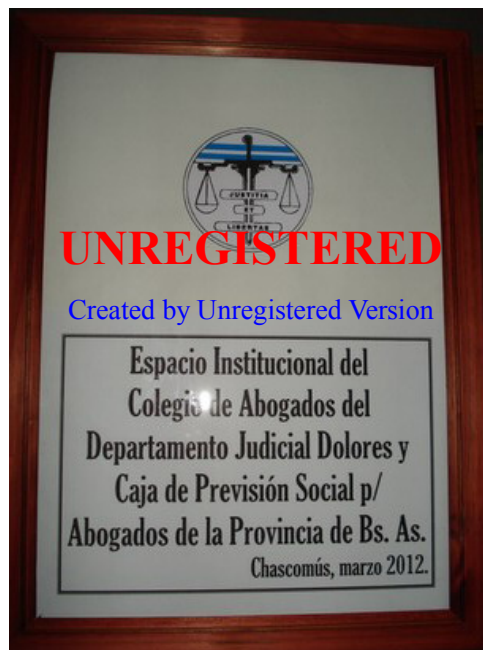 JUSTITIA
ET
LIBERTAS
UNREGISTERED
Created by Unregistered Version
Espacio Institucional del
Colegio de Abogados del
Departamento Judicial Dolores y
Caja de Previsión Social p/
Abogados de la Provincia de Bs. As.
Chascomús, marzo 2012.